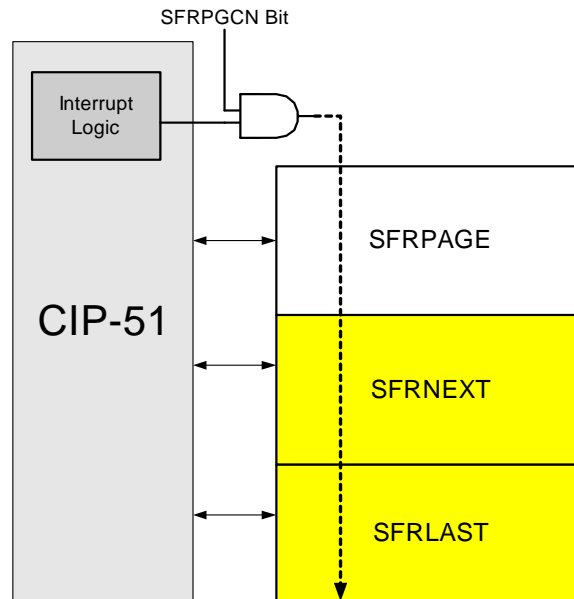 SFRPGCN Bit
Interrupt
Logic
SFRPAGE
CIP-51
SFRNEXT
SFRLAST